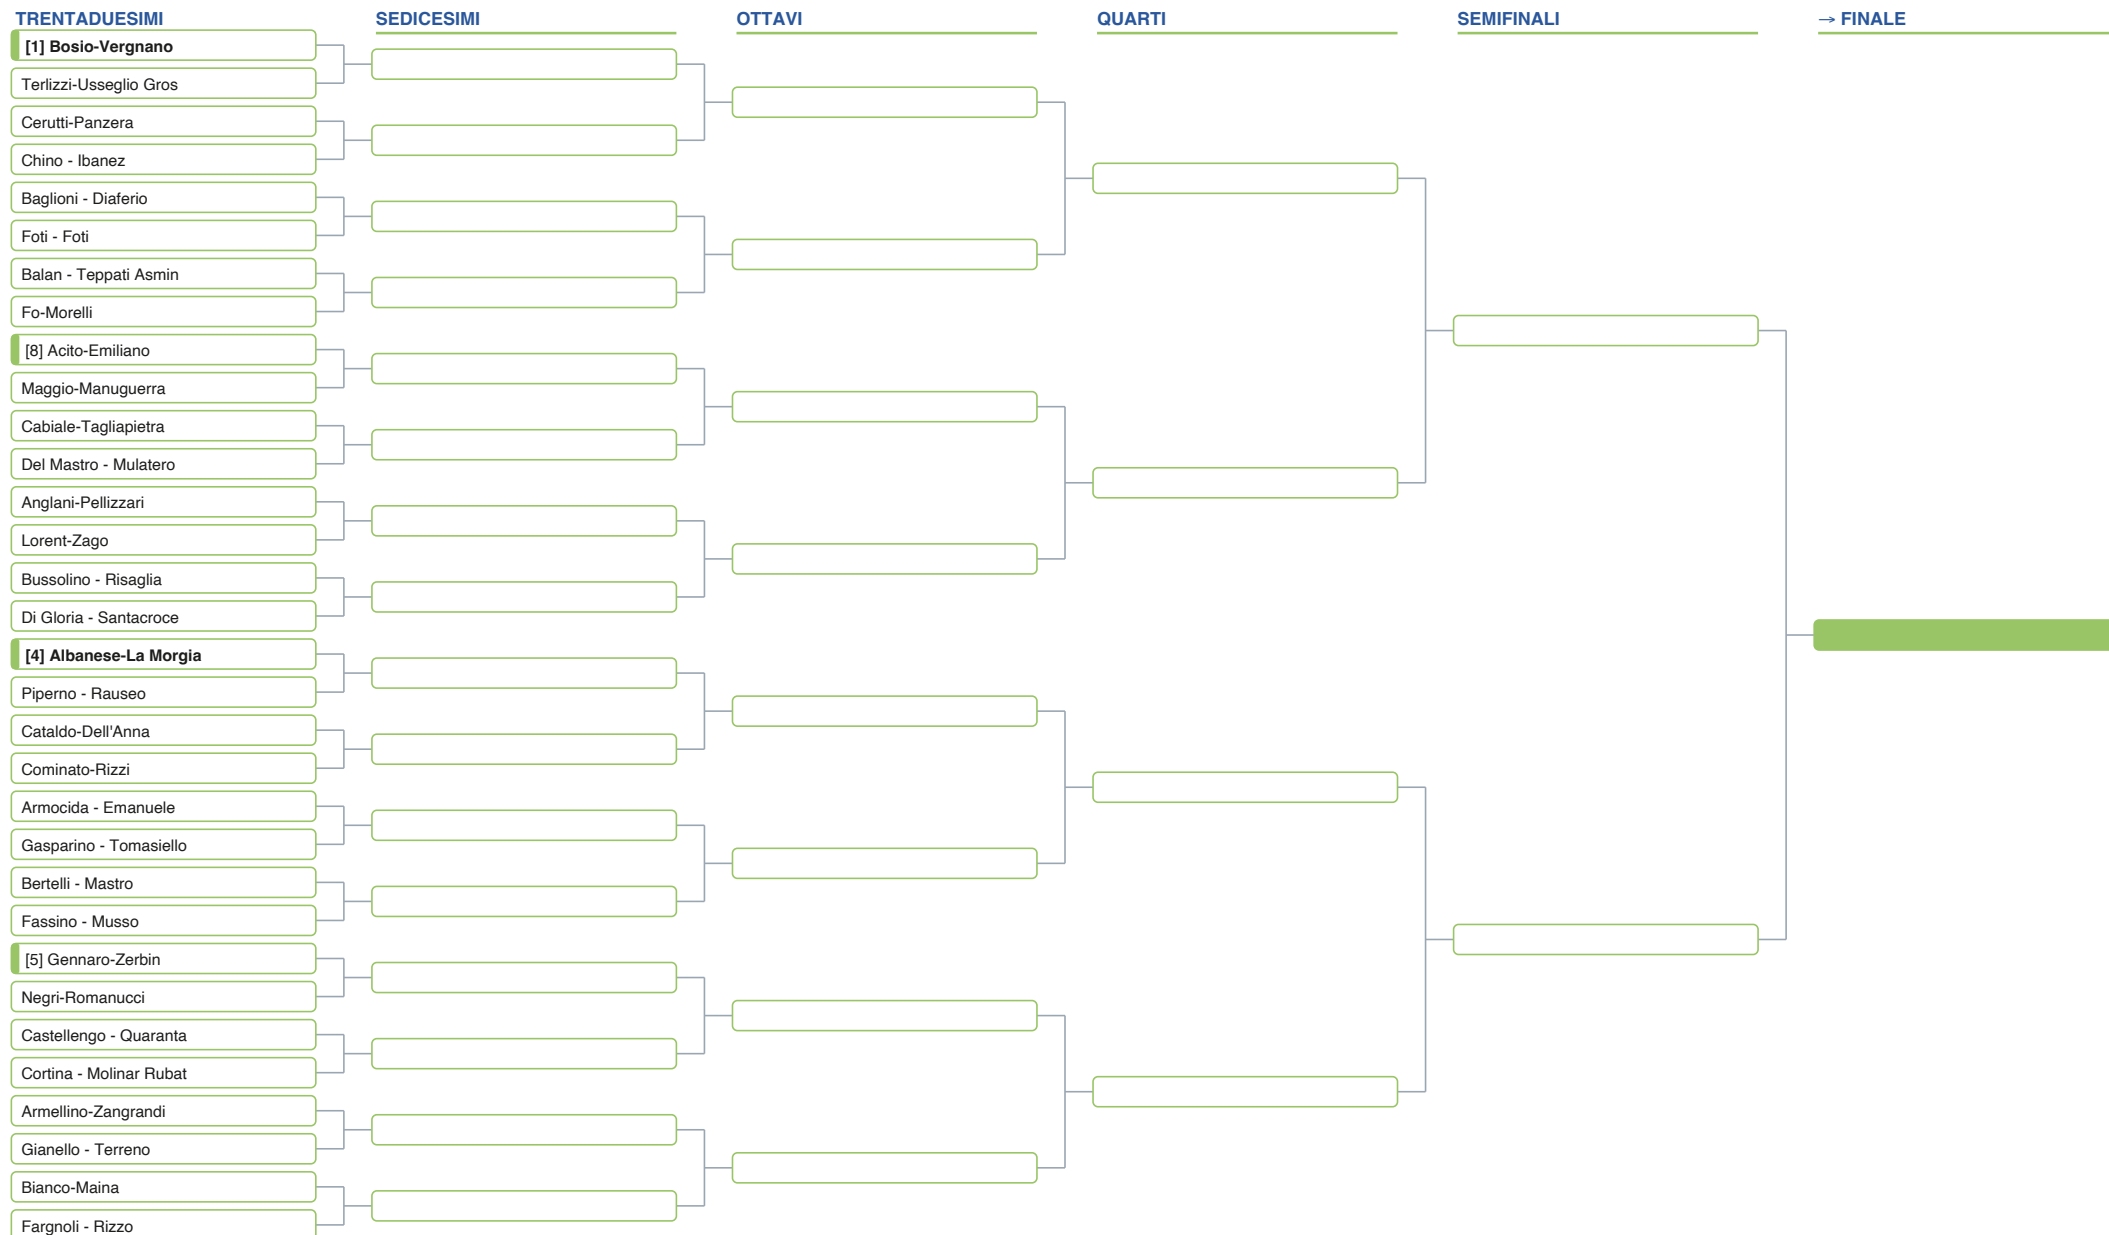 TRENTADUESIMI
SEDICESIMI
OTTAVI
QUARTI
SEMIFINALI
→ FINALE
[1] Bosio-Vergnano
Terlizzi-Usseglio Gros
Cerutti-Panzera
Chino - Ibanez
Baglioni - Diaferio
Foti - Foti
Balan - Teppati Asmin
Fo-Morelli
[8] Acito-Emiliano
Maggio-Manuguerra
Cabiale-Tagliapietra
Del Mastro - Mulatero
Anglani-Pellizzari
Lorent-Zago
Bussolino - Risaglia
Di Gloria - Santacroce
[4] Albanese-La Morgia
Piperno - Rauseo
Cataldo-Dell'Anna
Cominato-Rizzi
Armocida - Emanuele
Gasparino - Tomasiello
Bertelli - Mastro
Fassino - Musso
[5] Gennaro-Zerbin
Negri-Romanucci
Castellengo - Quaranta
Cortina - Molinar Rubat
Armellino-Zangrandi
Gianello - Terreno
Bianco-Maina
Fargnoli - Rizzo